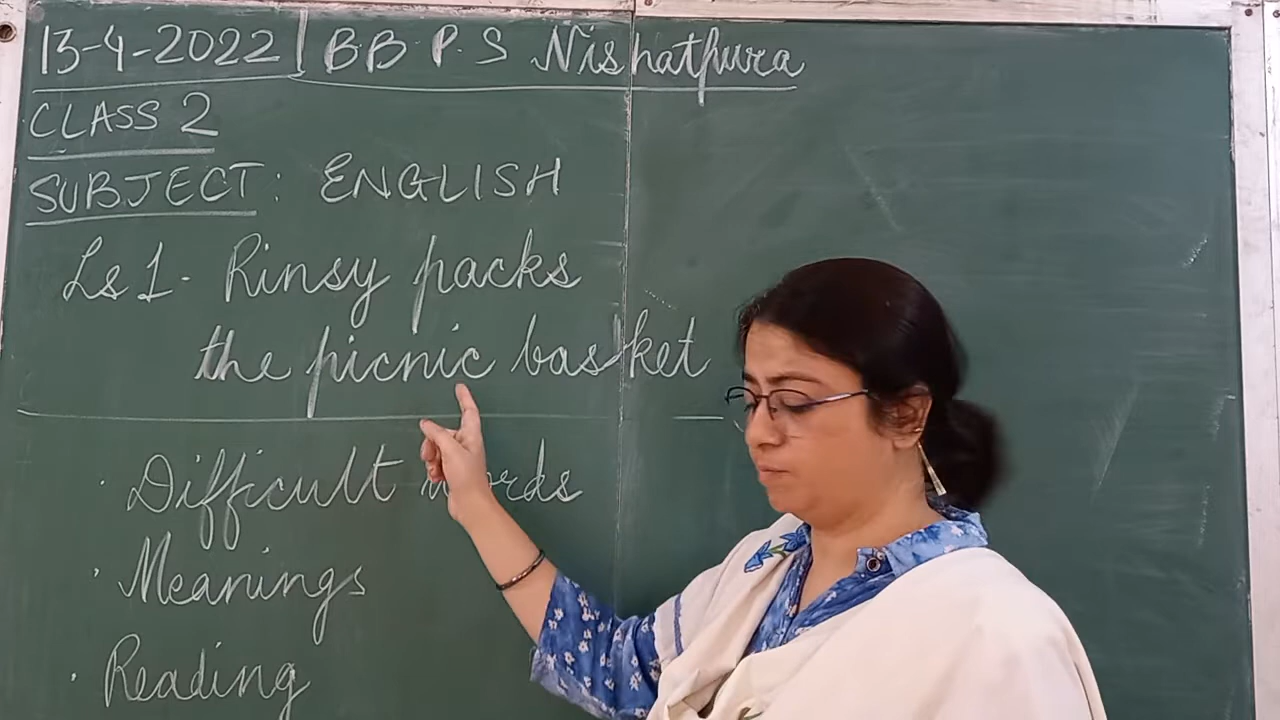 13-4-2022 | B B P. S Nishatpura
CLASS 2
SUBJECT: ENGLISH
Ls 1 - Rinsy packs
the picnic basket
· Difficult words
· Meanings
· Reading